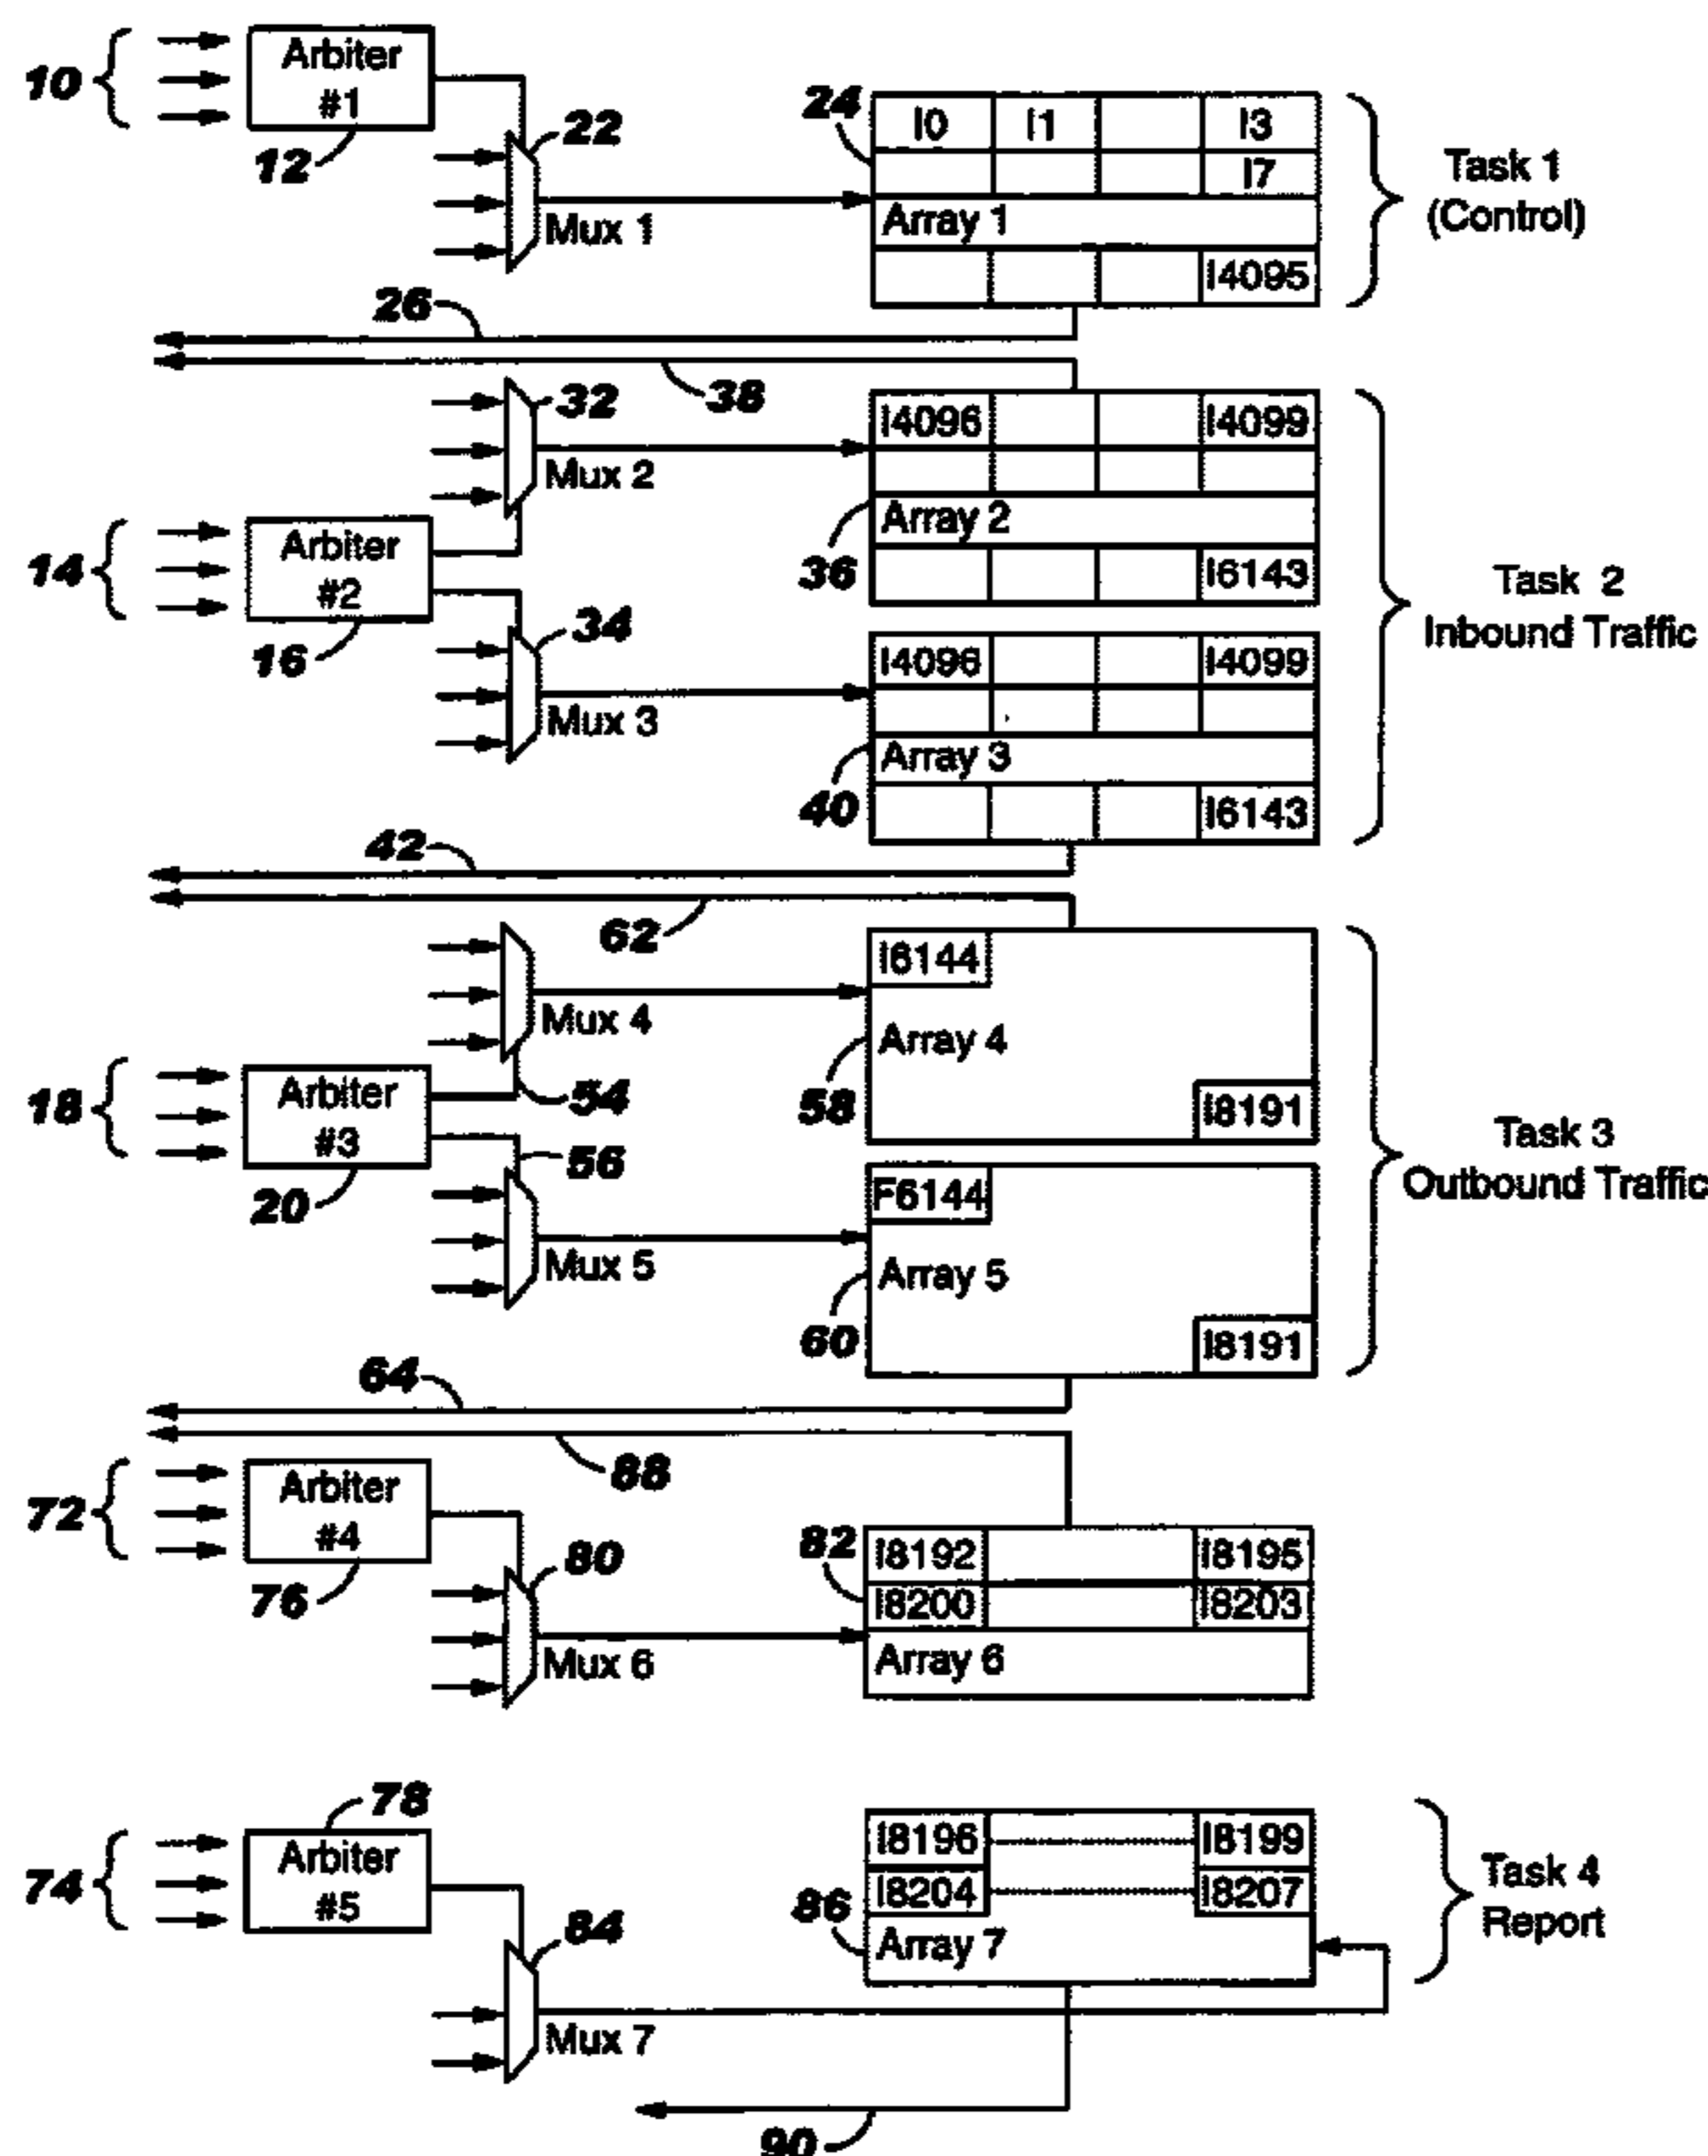 10
Arbiter
#1
12
22
Mux 1
24
I0 I1 I3
I7
Array 1
I4095
Task 1
(Control)
26
38
32
Mux 2
I4096 I4099
Array 2
36
I6143
14
Arbiter
#2
16
34
Mux 3
I4096 I4099
Array 3
40
I6143
Task 2
Inbound Traffic
42
62
Mux 4
I6144
Array 4
58
I8191
18
Arbiter
#3
20
54
56
Mux 5
F6144
Array 5
60
I8191
Task 3
Outbound Traffic
64
88
72
Arbiter
#4
76
80
Mux 6
82
I8192 I8195
I8200 I8203
Array 6
78
74
Arbiter
#5
84
Mux 7
I8196 I8199
I8204 I8207
86
Array 7
Task 4
Report
90